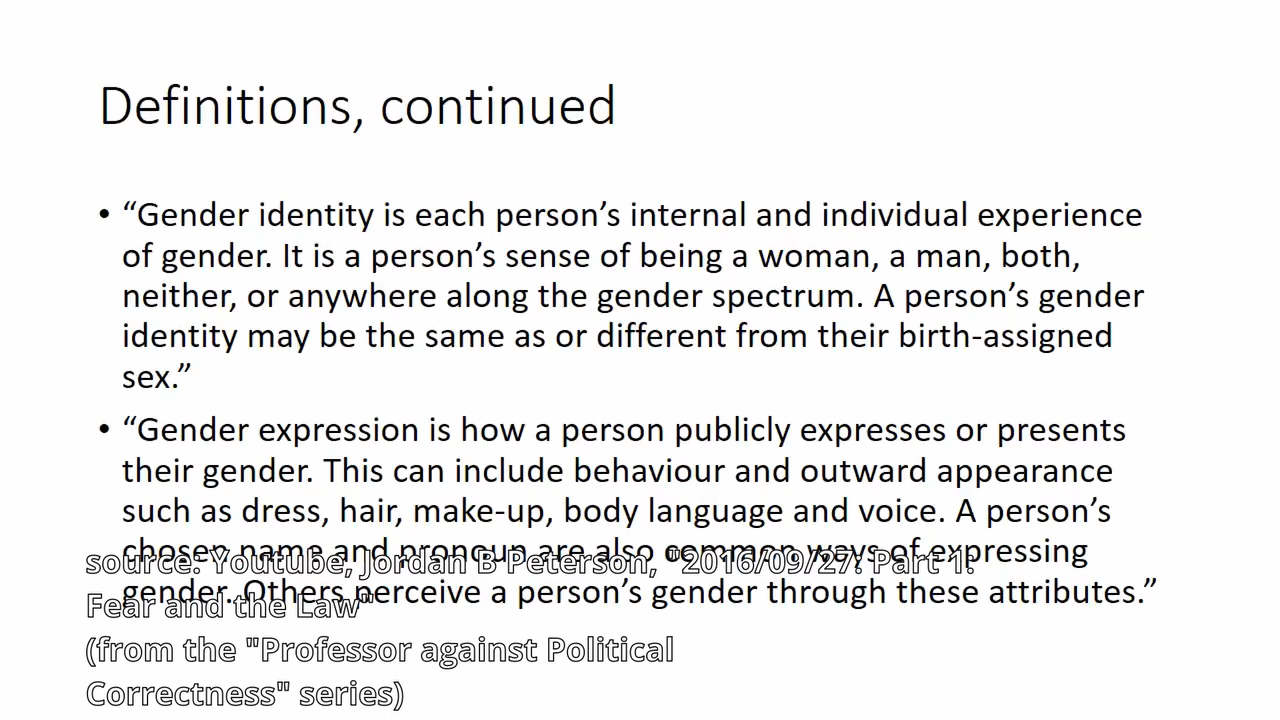 Definitions, continued
• “Gender identity is each person’s internal and individual experience
of gender. It is a person’s sense of being a woman, a man, both,
neither, or anywhere along the gender spectrum. A person’s gender
identity may be the same as or different from their birth-assigned
sex.”
• “Gender expression is how a person publicly expresses or presents
their gender. This can include behaviour and outward appearance
such as dress, hair, make-up, body language and voice. A person’s
chosen name and pronoun are also common ways of expressing
gender. Others perceive a person’s gender through these attributes.”
source: Youtube, Jordan B Peterson, "2016/09/27: Part 1:
Fear and the Law"
(from the "Professor against Political
Correctness" series)